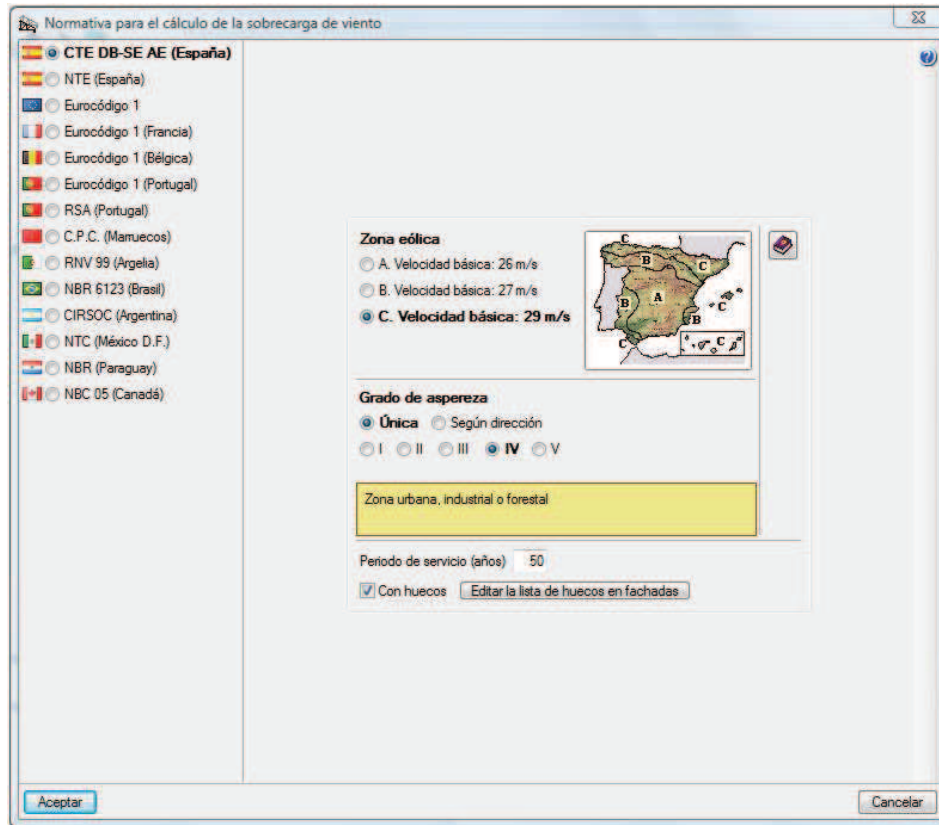 Normativa para el cálculo de la sobrecarga de viento
CTE DB-SE AE (España)
NTE (España)
Eurocódigo 1
Eurocódigo 1 (Francia)
Eurocódigo 1 (Bélgica)
Eurocódigo 1 (Portugal)
RSA (Portugal)
C.P.C. (Marruecos)
RNV 99 (Argelia)
NBR 6123 (Brasil)
CIRSOC (Argentina)
NTC (México D.F.)
NBR (Paraguay)
NBC 05 (Canadá)
Zona eólica
A. Velocidad básica: 26 m/s
B. Velocidad básica: 27 m/s
C. Velocidad básica: 29 m/s
C
B
C
B
A
C
B
C
C
Grado de aspereza
Única Según dirección
I II III IV V
Zona urbana, industrial o forestal
Periodo de servicio (años) 50
Con huecos Editar la lista de huecos en fachadas
Aceptar Cancelar